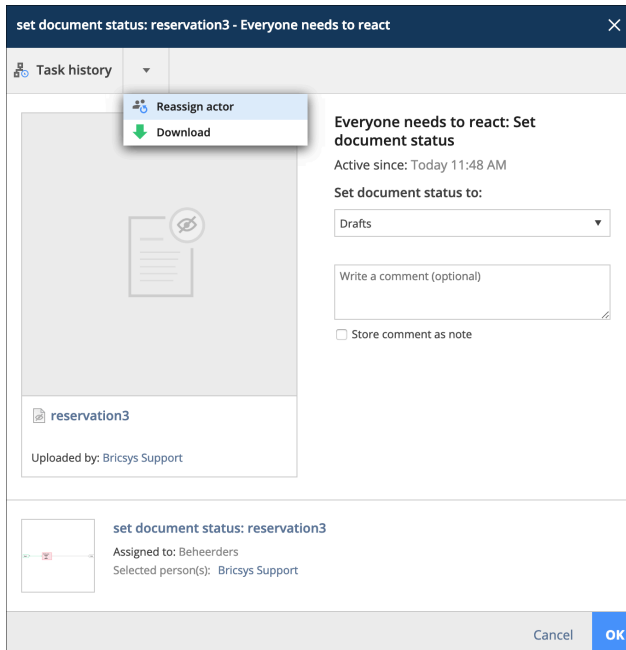 set document status: reservation3 - Everyone needs to react
Task history
Reassign actor
Download
Everyone needs to react: Set
document status
Active since: Today 11:48 AM
Set document status to:
Drafts
Write a comment (optional)
Store comment as note
reservation3
Uploaded by: Bricsys Support
set document status: reservation3
Assigned to: Beheerders
Selected person(s): Bricsys Support
Cancel
OK